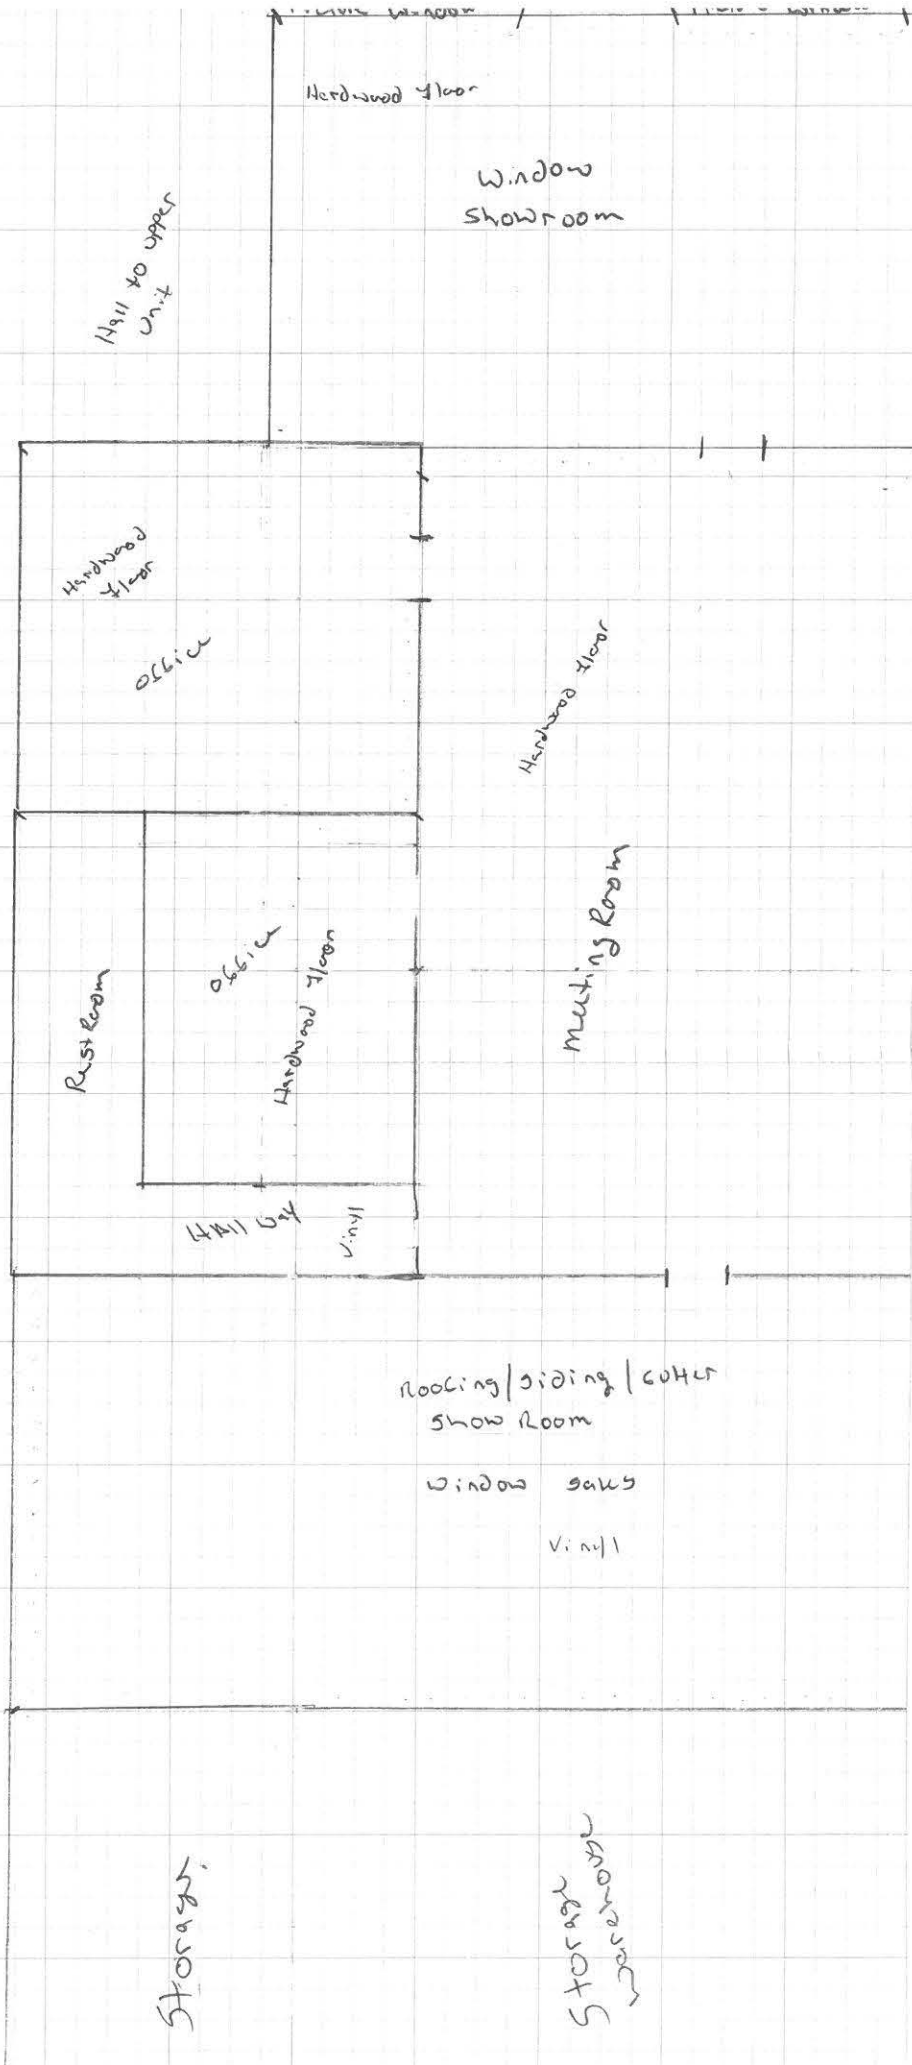 Window
Hardwood Floor
Window
Showroom
Hall to upper
Unit
Hardwood
Floor
Office
Hardwood Floor
Meeting Room
Office
Hardwood Floor
Rest Room
Hall way
Vinyl
Roofing/Siding/Gutter
Show Room
Window Sales
Vinyl
Storage
Storage
warehouse